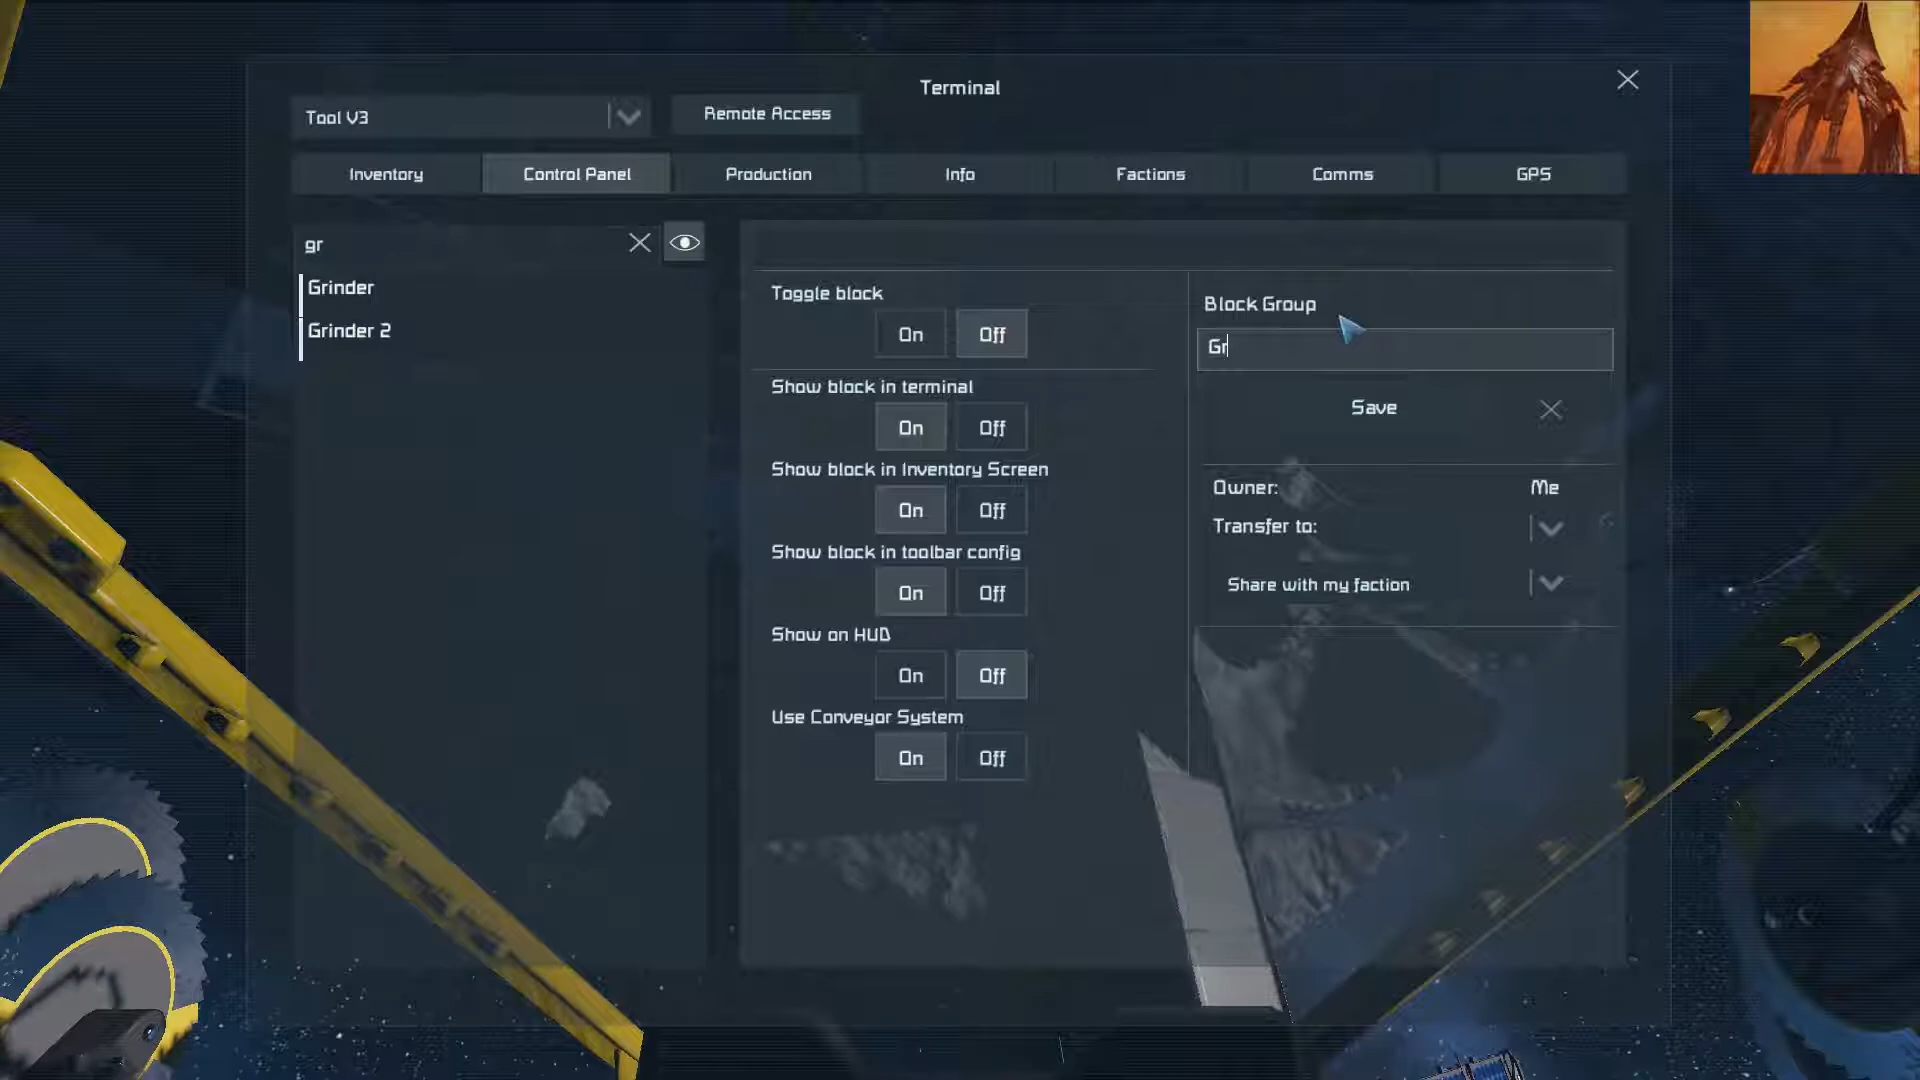 Terminal
Tool V3
Remote Access
Inventory
Control Panel
Production
Info
Factions
Comms
GPS
gr
Grinder
Grinder 2
Toggle block
On
Off
Show block in terminal
On
Off
Show block in Inventory Screen
On
Off
Show block in toolbar config
On
Off
Show on HUD
On
Off
Use Conveyor System
On
Off
Block Group
Gr
Save
Owner:
Me
Transfer to:
Share with my faction